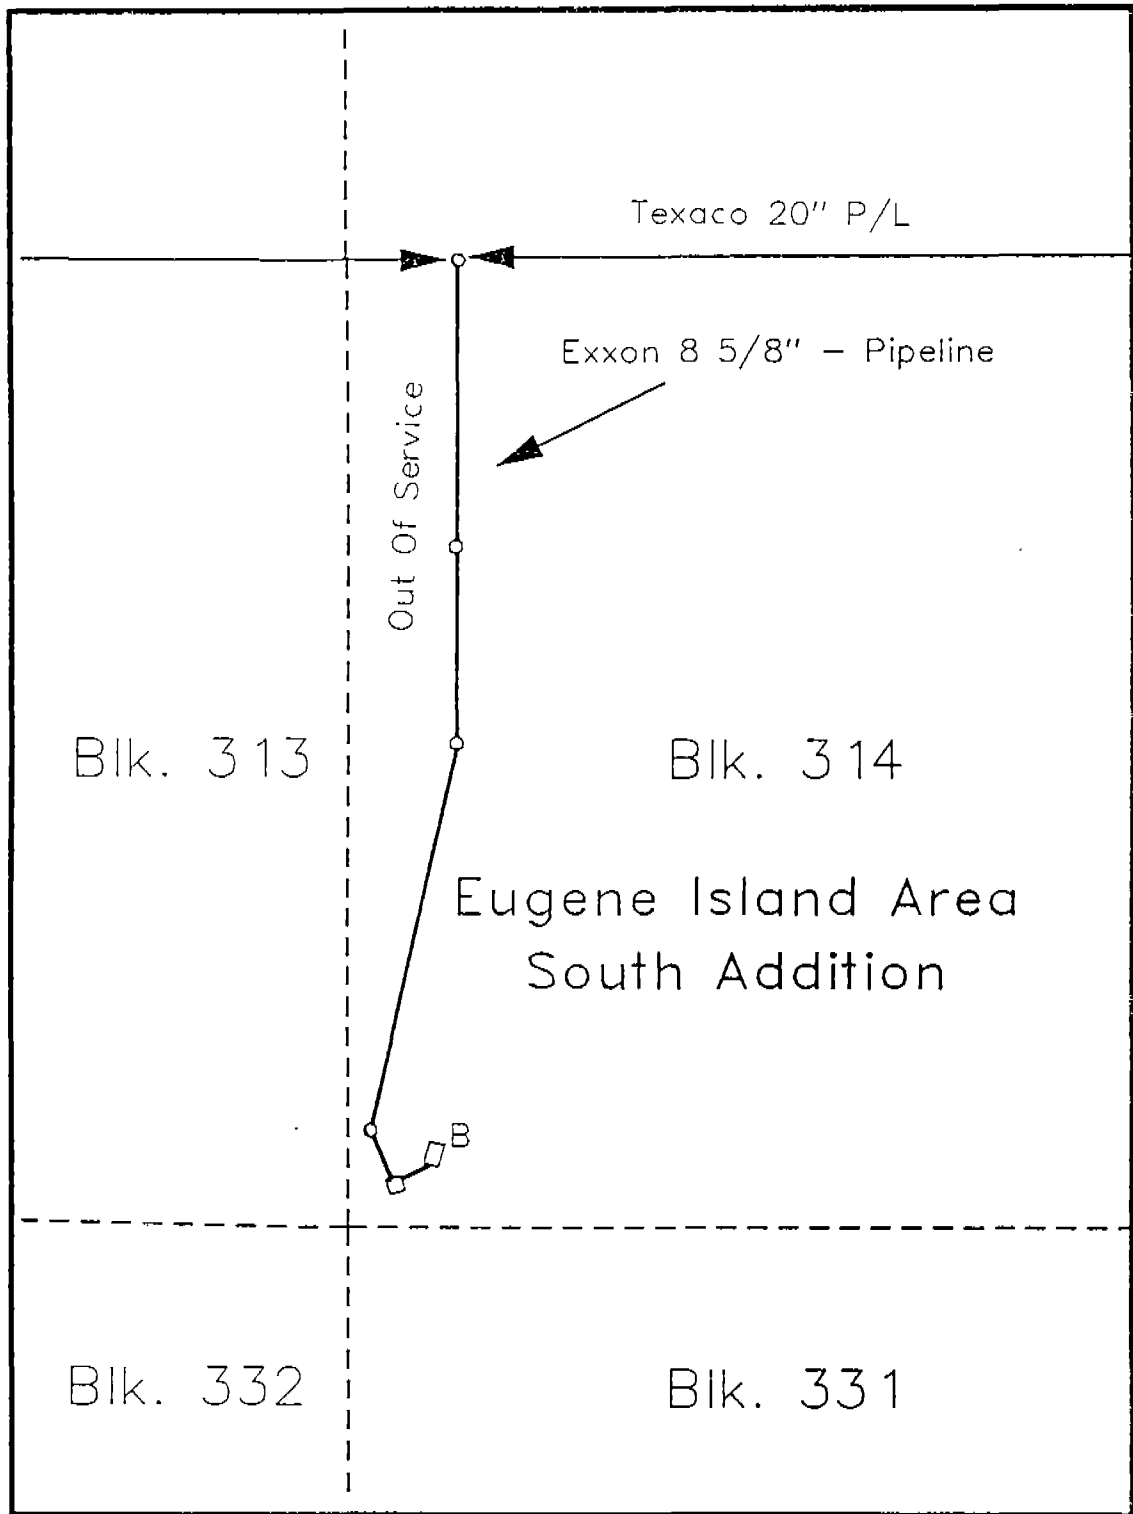 Texaco 20" P/L
Exxon 8 5/8" – Pipeline
Out Of Service
Blk. 313
Blk. 314
Eugene Island Area
South Addition
B
Blk. 332
Blk. 331